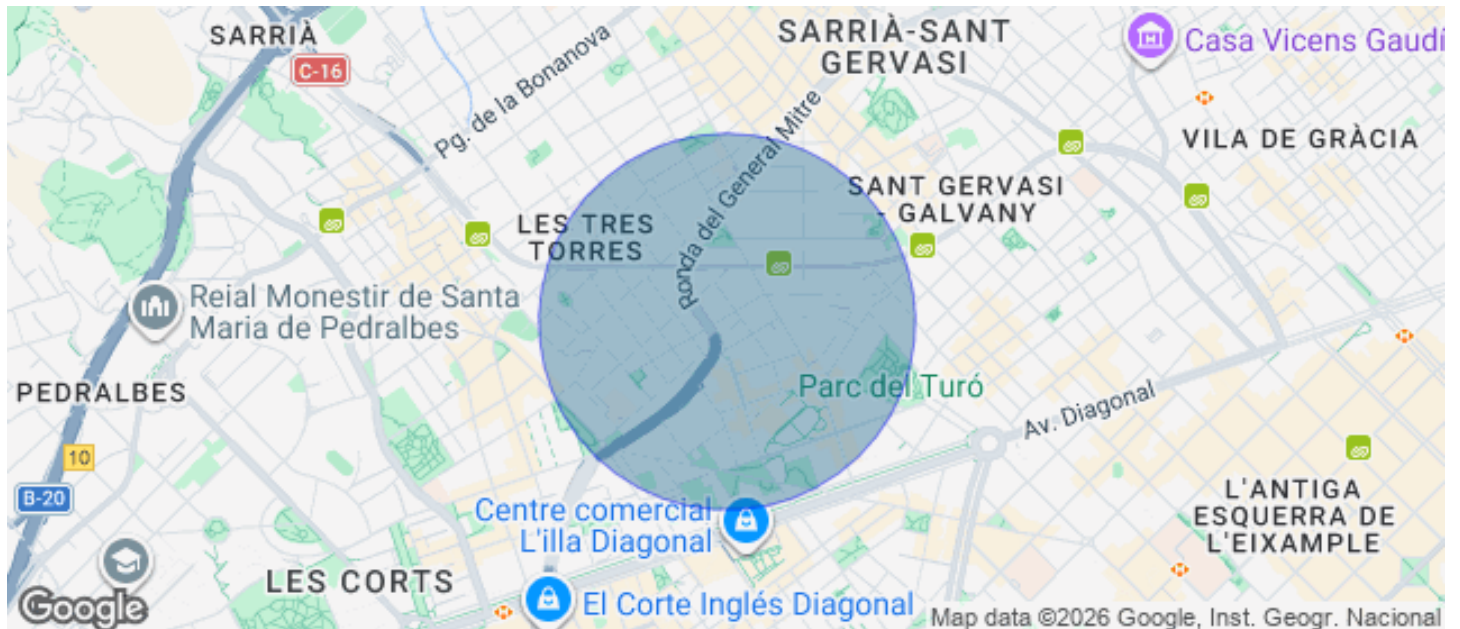 SARRIÀ
C-16
Pg. de la Bonanova
SARRIÀ-SANT
GERVASI
Casa Vicens Gaudí
VILA DE GRÀCIA
Ronda del General Mitre
SANT GERVASI
- GALVANY
LES TRES
TORRES
Reial Monestir de Santa
Maria de Pedralbes
PEDRALBES
Parc del Turó
Av. Diagonal
10
B-20
Centre comercial
L'illa Diagonal
L'ANTIGA
ESQUERRA DE
L'EIXAMPLE
LES CORTS
El Corte Inglés Diagonal
Google
Map data ©2026 Google, Inst. Geogr. Nacional